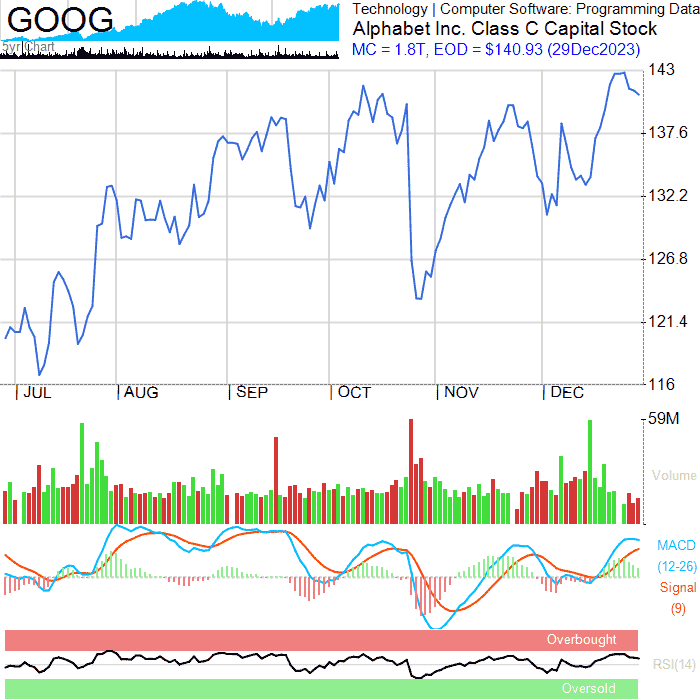 GOOG
5yr Chart
Technology | Computer Software: Programming Data
Alphabet Inc. Class C Capital Stock
MC = 1.8T, EOD = $140.93 (29Dec2023)
143
137.6
132.2
126.8
121.4
116
JUL
AUG
SEP
OCT
NOV
DEC
59M
Volume
MACD
(12-26)
Signal
(9)
Overbought
RSI(14)
Oversold